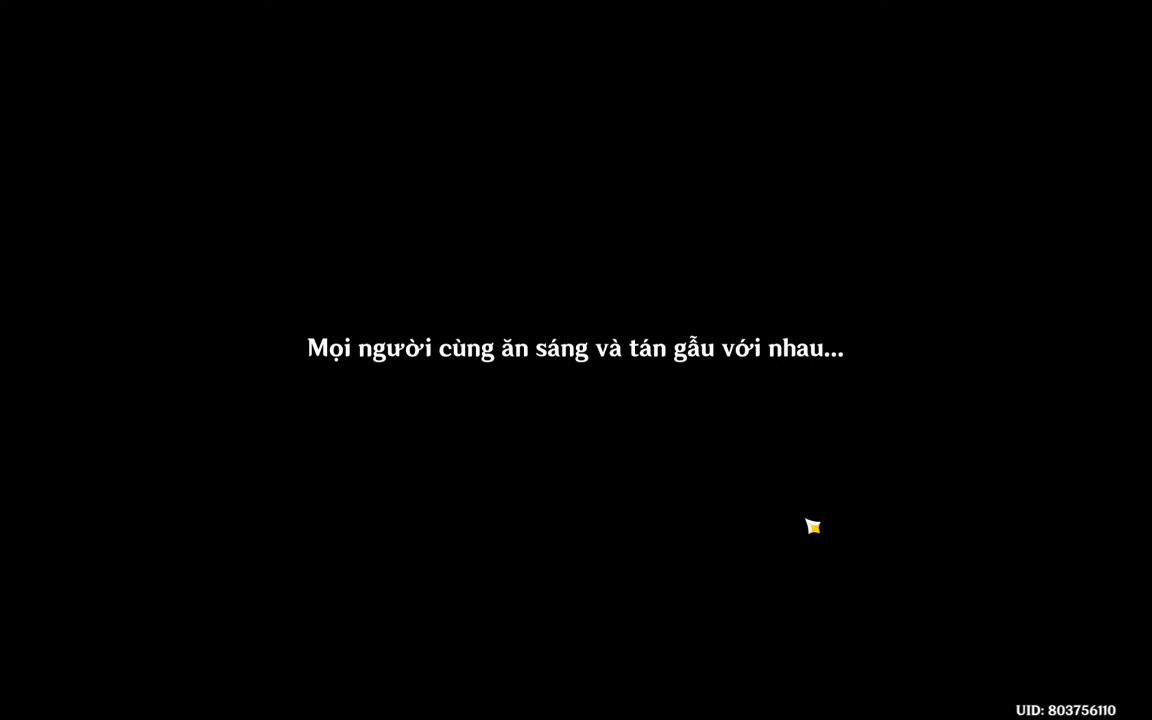 Mọi người cùng ăn sáng và tán gẫu với nhau...
UID: 803756110